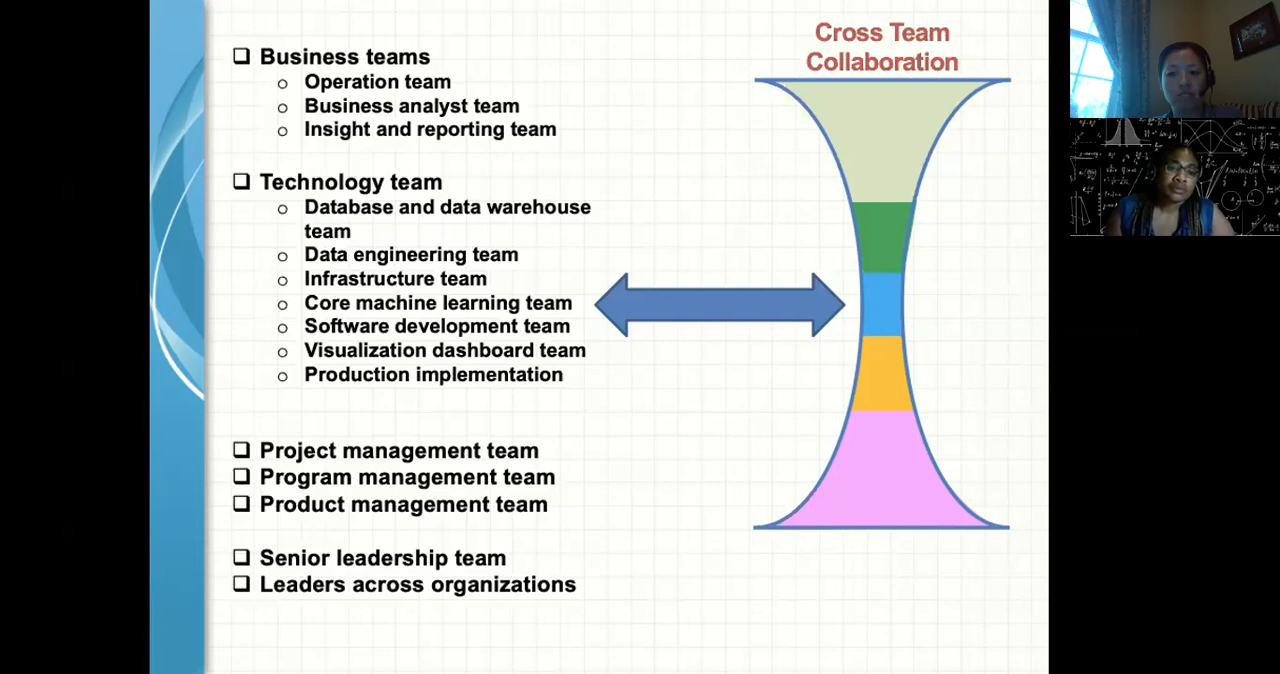 Business teams
Operation team
Business analyst team
Insight and reporting team
Technology team
Database and data warehouse
team
Data engineering team
Infrastructure team
Core machine learning team
Software development team
Visualization dashboard team
Production implementation
Project management team
Program management team
Product management team
Senior leadership team
Leaders across organizations
Cross Team
Collaboration